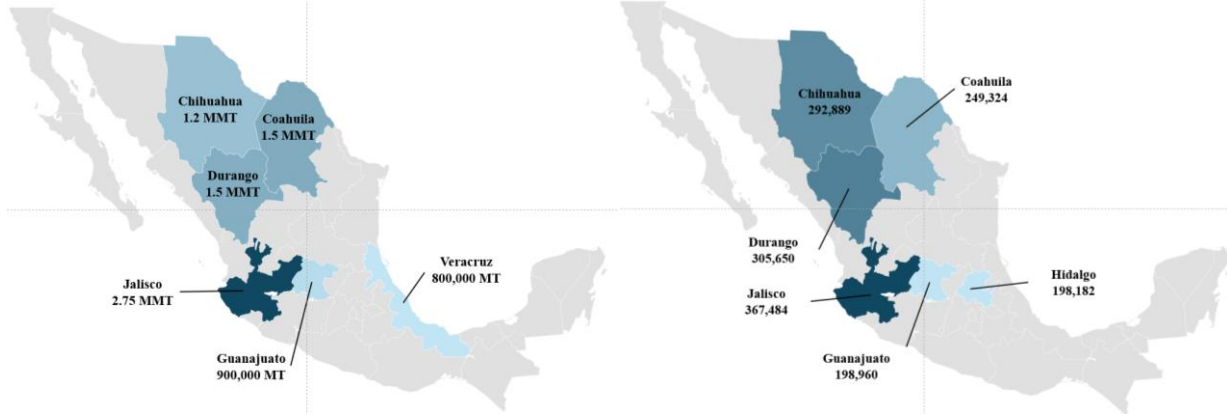 Chihuahua
1.2 MMT
Coahuila
1.5 MMT
Durango
1.5 MMT
Jalisco
2.75 MMT
Veracruz
800,000 MT
Guanajuato
900,000 MT
Coahuila
249,324
Chihuahua
292,889
Durango
305,650
Jalisco
367,484
Hidalgo
198,182
Guanajuato
198,960